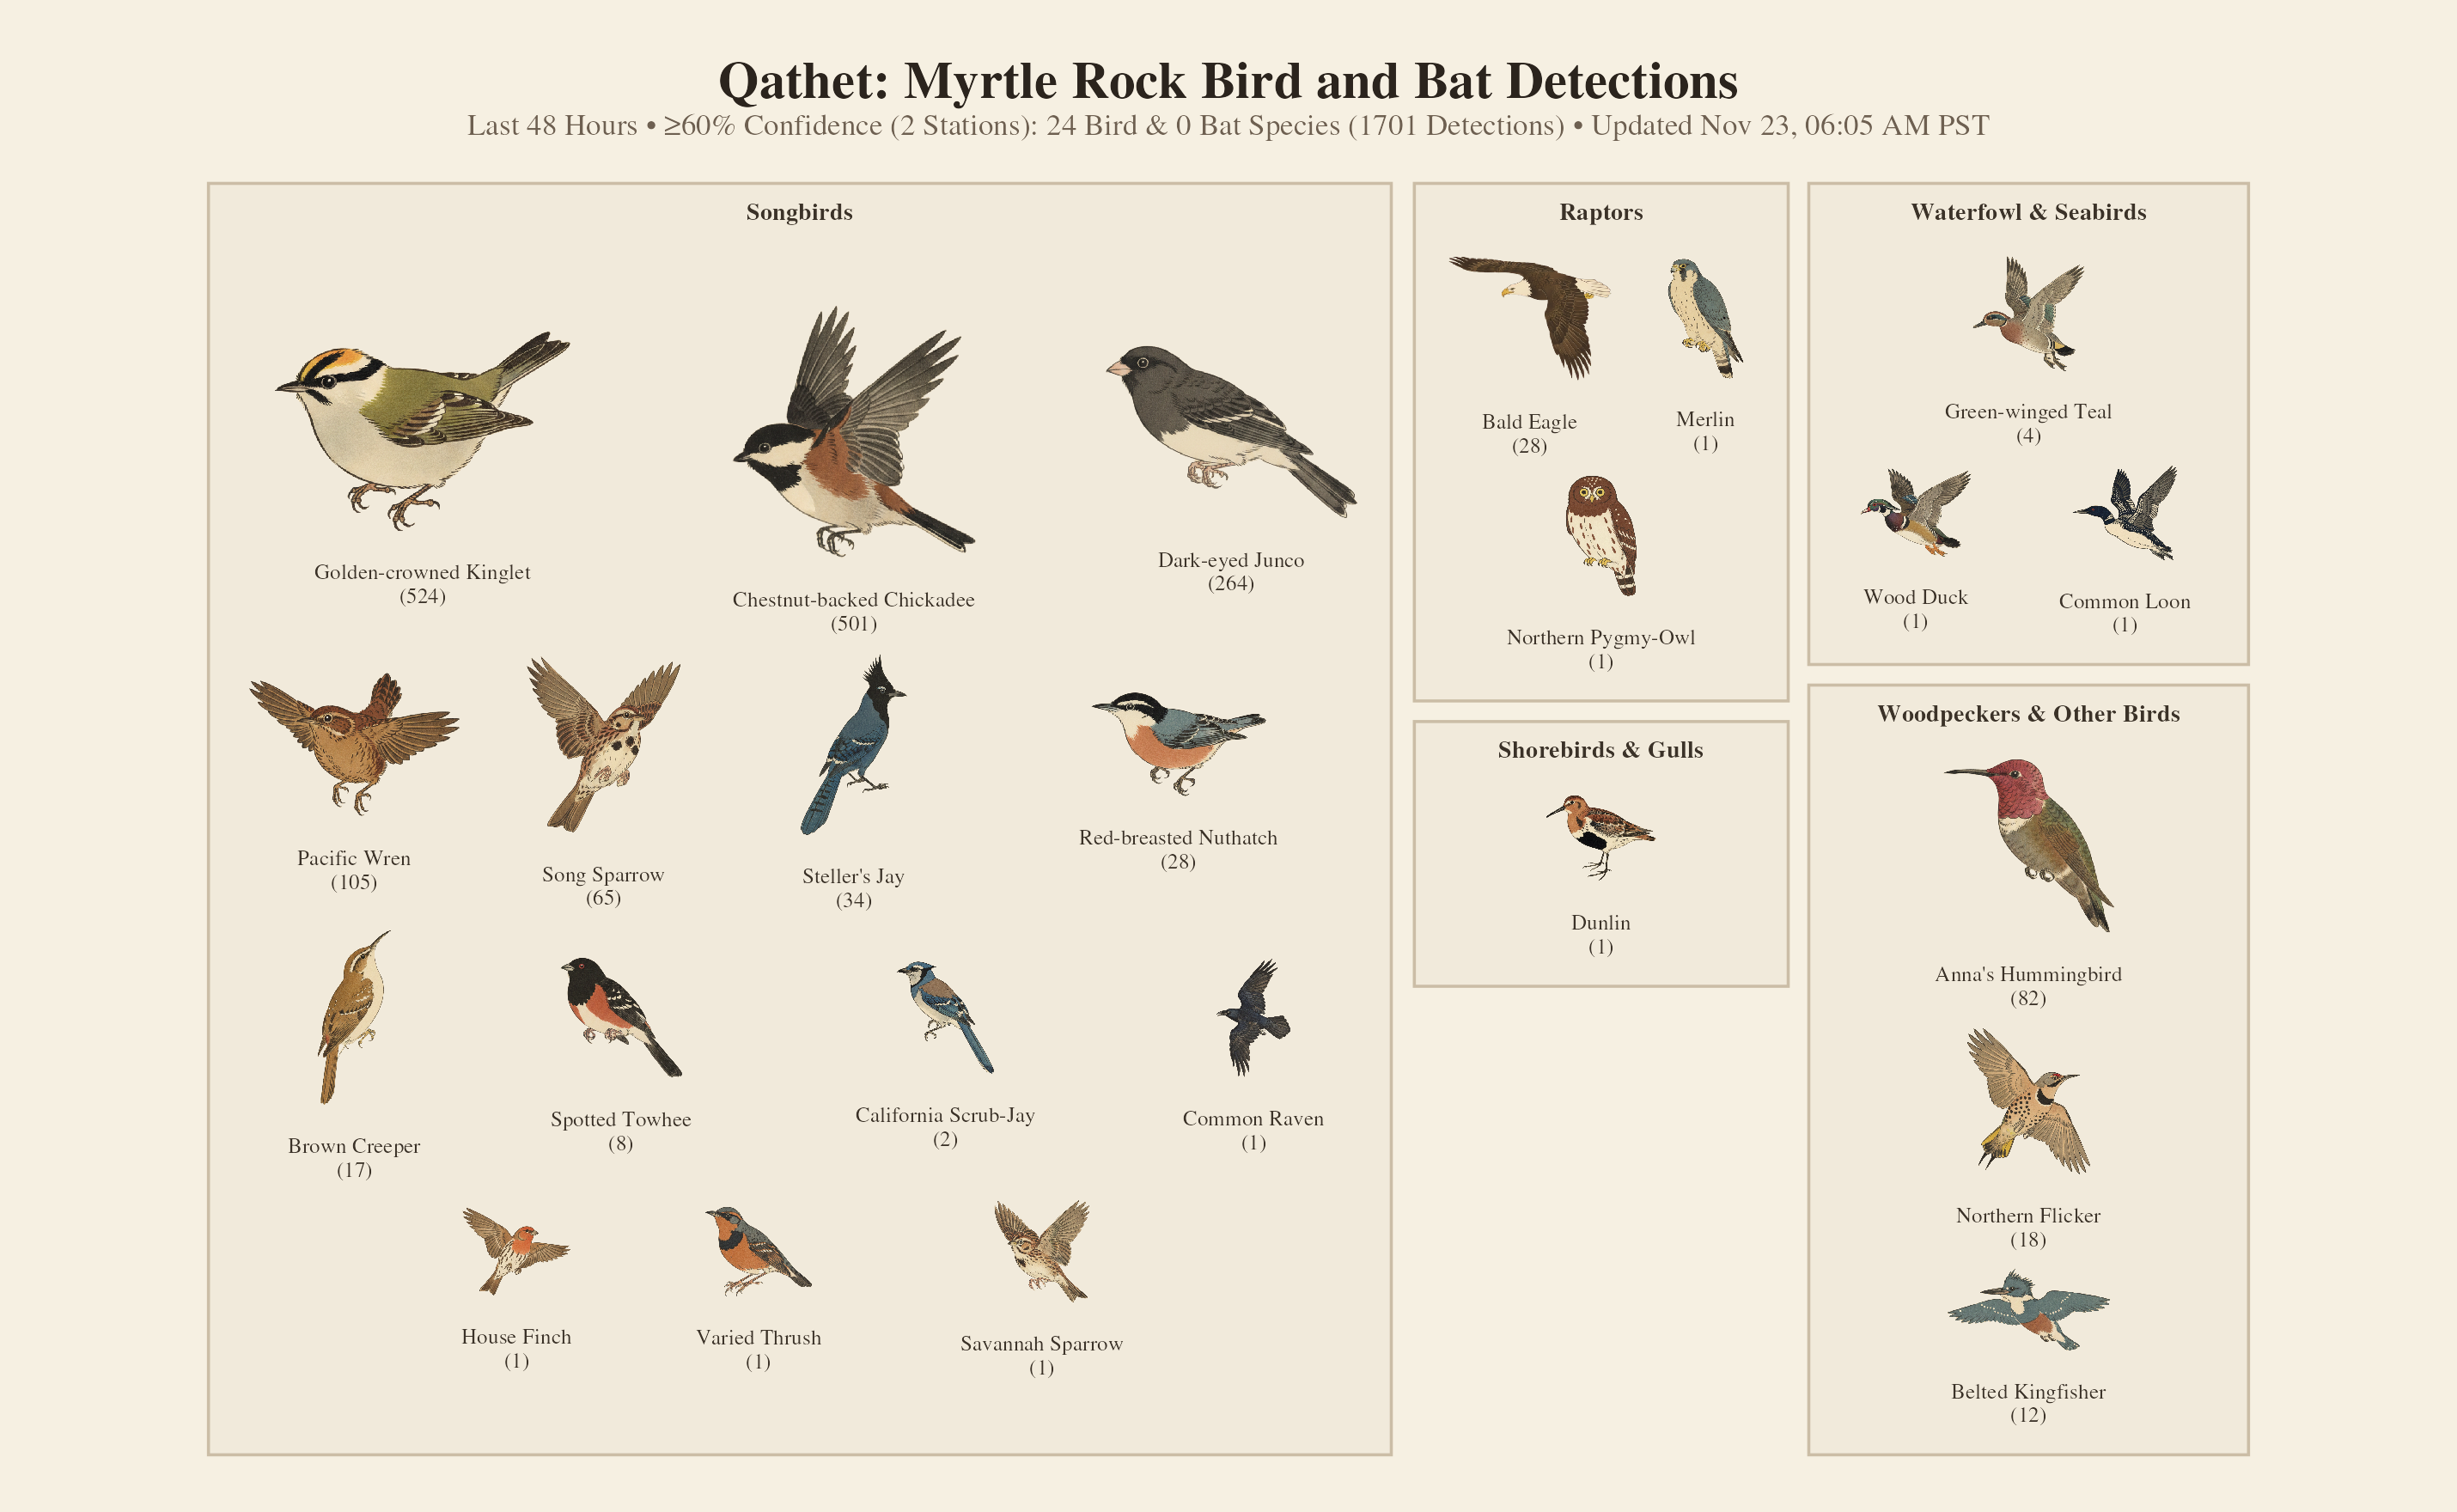 Qathet: Myrtle Rock Bird and Bat Detections
Last 48 Hours • ≥60% Confidence (2 Stations): 24 Bird & 0 Bat Species (1701 Detections) • Updated Nov 23, 06:05 AM PST
Songbirds
Golden-crowned Kinglet
(524)
Chestnut-backed Chickadee
(501)
Dark-eyed Junco
(264)
Pacific Wren
(105)
Song Sparrow
(65)
Steller's Jay
(34)
Red-breasted Nuthatch
(28)
Brown Creeper
(17)
Spotted Towhee
(8)
California Scrub-Jay
(2)
Common Raven
(1)
House Finch
(1)
Varied Thrush
(1)
Savannah Sparrow
(1)
Raptors
Bald Eagle
(28)
Merlin
(1)
Northern Pygmy-Owl
(1)
Shorebirds & Gulls
Dunlin
(1)
Waterfowl & Seabirds
Green-winged Teal
(4)
Wood Duck
(1)
Common Loon
(1)
Woodpeckers & Other Birds
Anna's Hummingbird
(82)
Northern Flicker
(18)
Belted Kingfisher
(12)